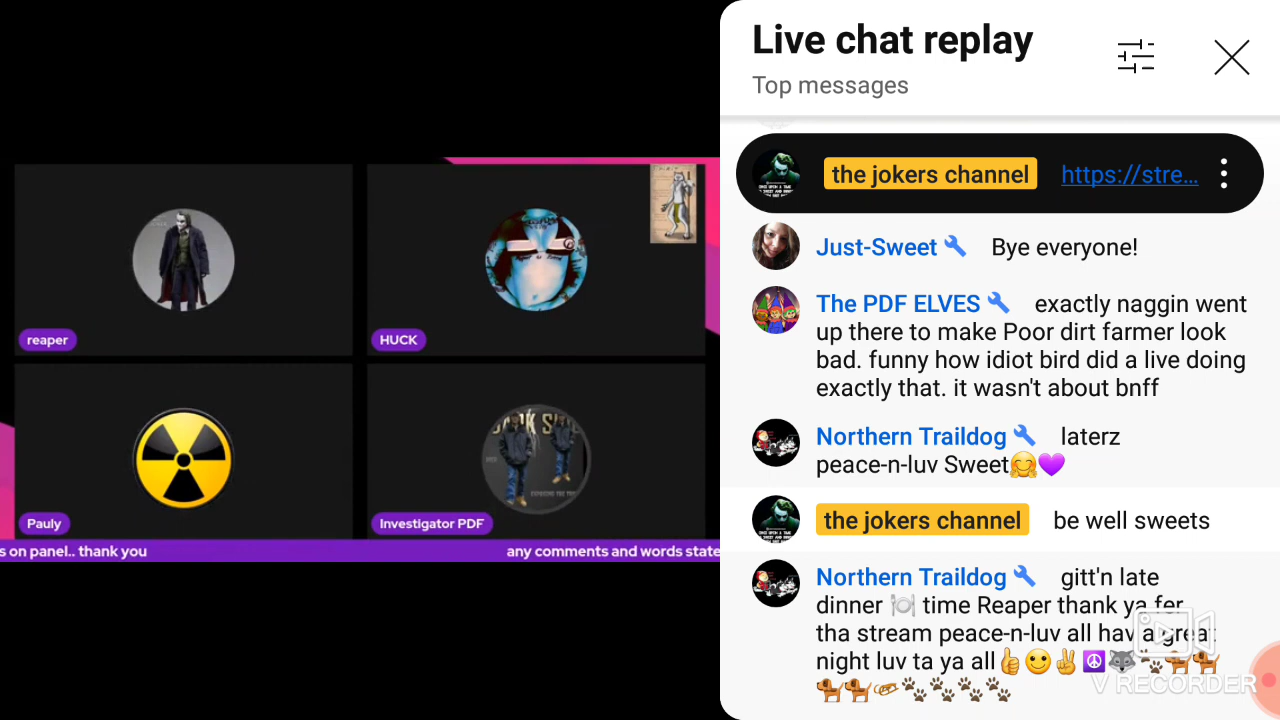 reaper
HUCK
Pauly
Investigator PDF
s on panel.. thank you
any comments and words state
Live chat replay
Top messages
the jokers channel https://stre...
Just-Sweet Bye everyone!
The PDF ELVES exactly naggin went
up there to make Poor dirt farmer look
bad. funny how idiot bird did a live doing
exactly that. it wasn't about bnff
Northern Traildog laterz
peace-n-luv Sweet🤗💜
the jokers channel be well sweets
Northern Traildog gitt'n late
dinner 🍽 time Reaper thank ya fer
tha stream peace-n-luv all hav a great
night luv ta ya all👍🙂✌☮🐺🐾🐕🐕
🐕🐕🛷🐾🐾🐾🐾
V RECORDER